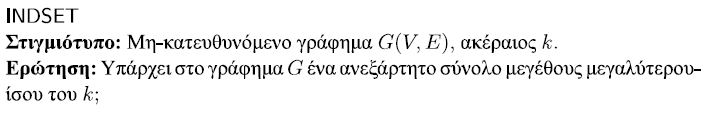 INDSET
Στιγμιότυπο: Μη-κατευθυνόμενο γράφημα G(V, E), ακέραιος k.
Ερώτηση: Υπάρχει στο γράφημα G ένα ανεξάρτητο σύνολο μεγέθους μεγαλύτερου-
ίσου του k;